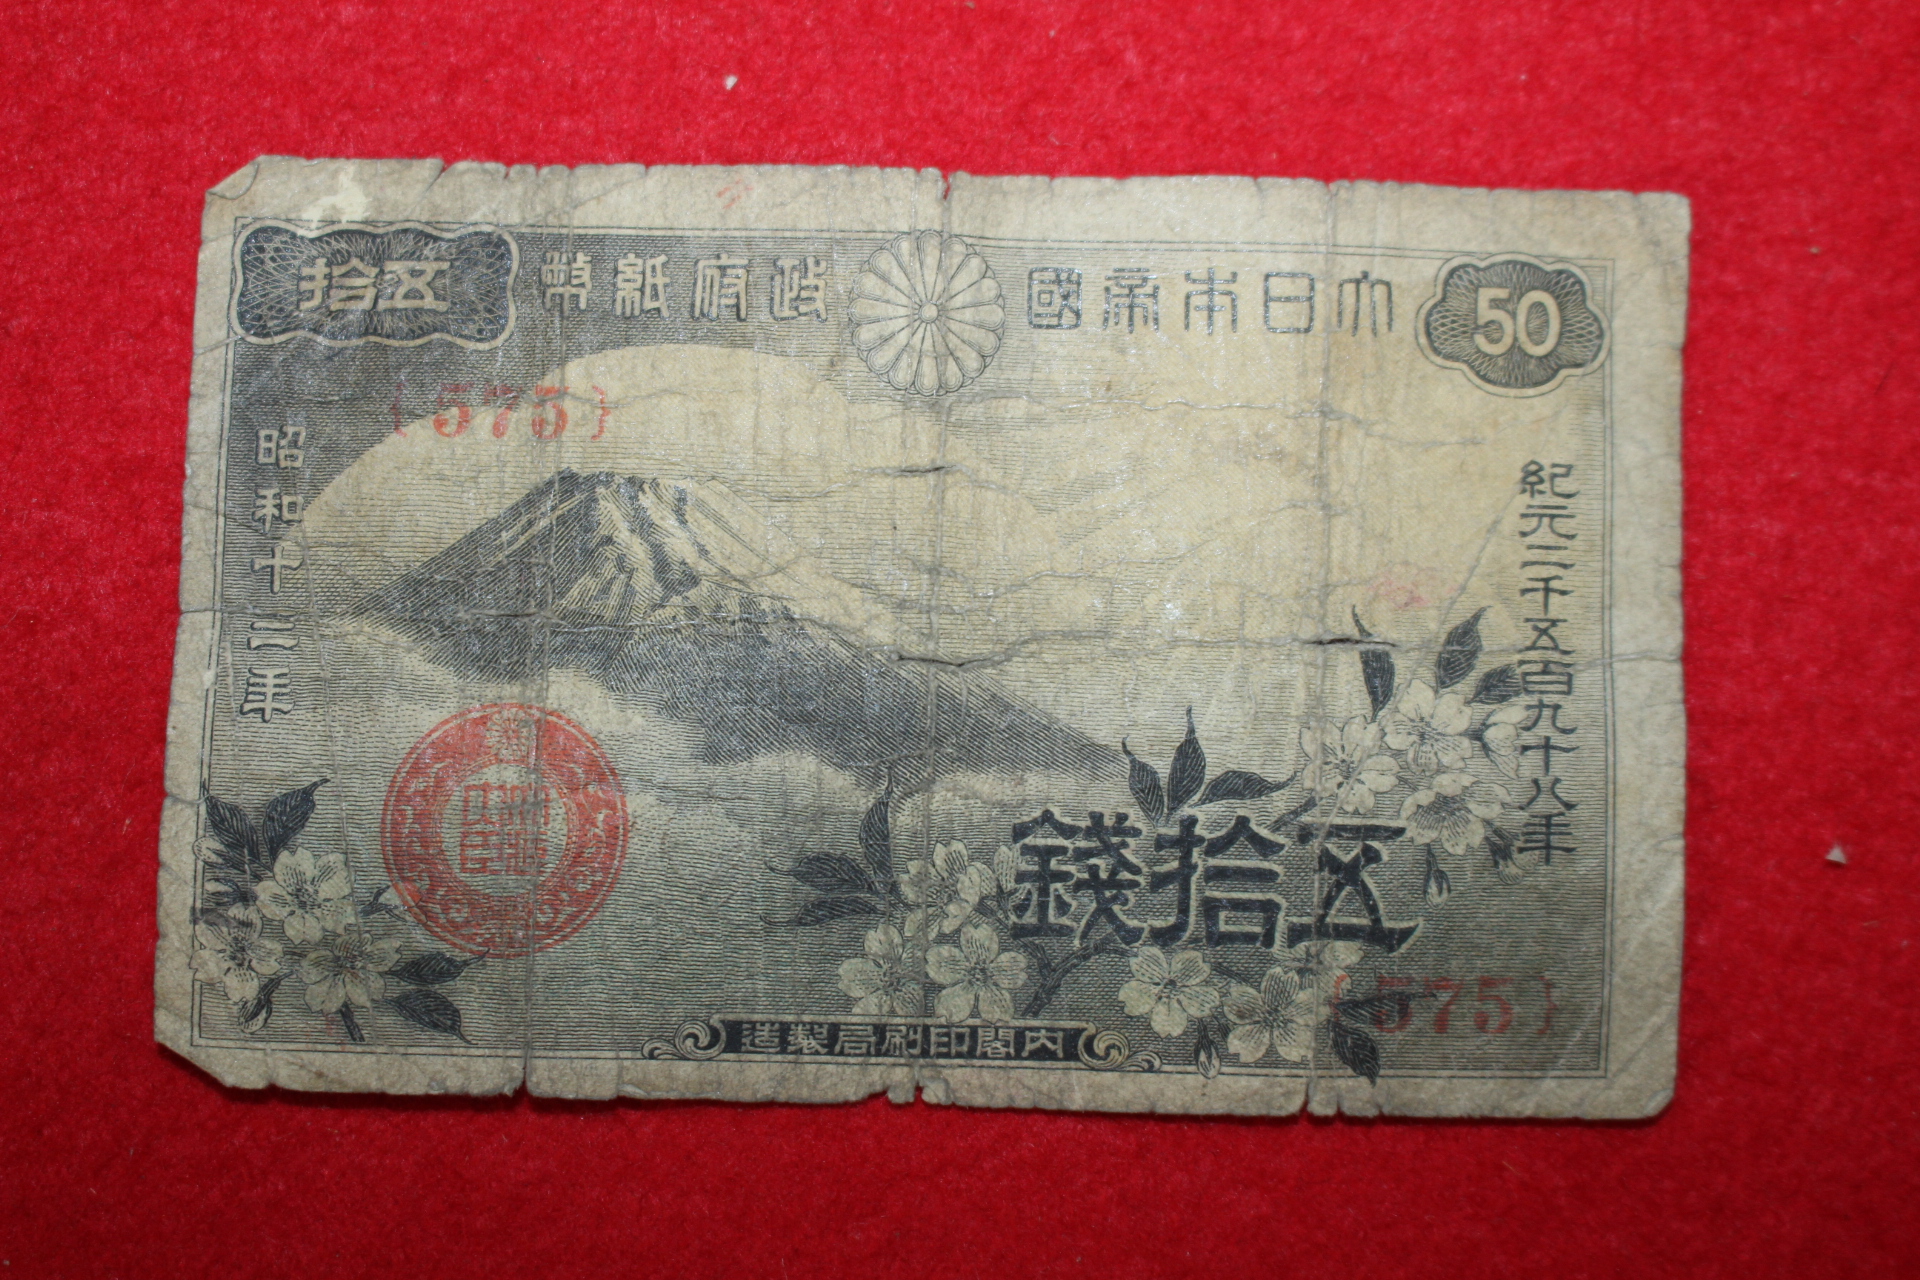 大日本帝國
政府紙幣
50
五拾
{575}
紀元二千五百九十八年
昭和十三年
五拾錢
{575}
内閣印刷局製造